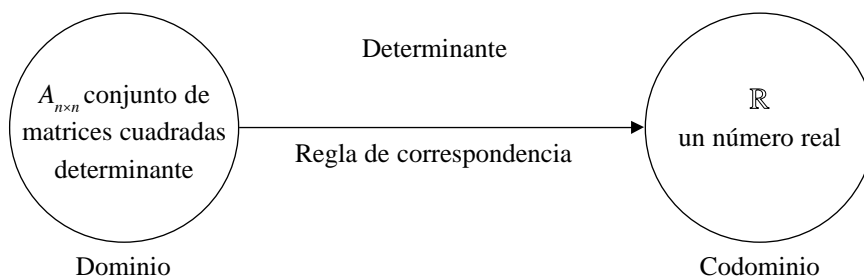 Determinante
A_{n×n} conjunto de
matrices cuadradas
determinante
Regla de correspondencia
ℝ
un número real
Dominio
Codominio